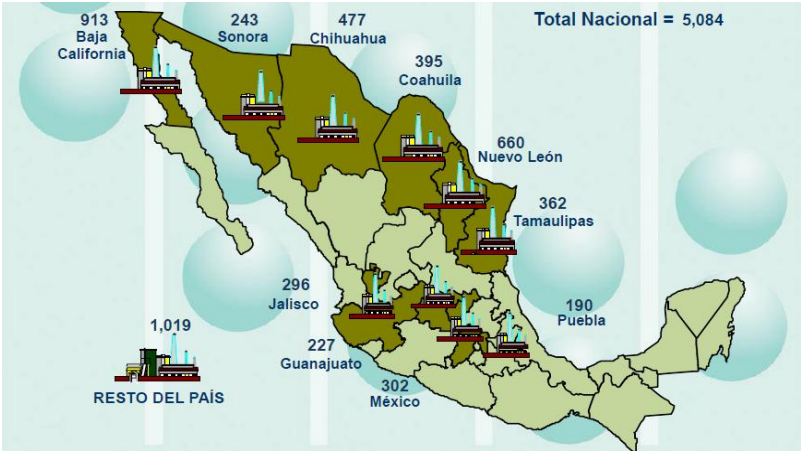 913
Baja
California
243
Sonora
477
Chihuahua
Total Nacional = 5,084
395
Coahuila
660
Nuevo León
362
Tamaulipas
296
Jalisco
190
Puebla
1,019
227
Guanajuato
302
México
RESTO DEL PAÍS